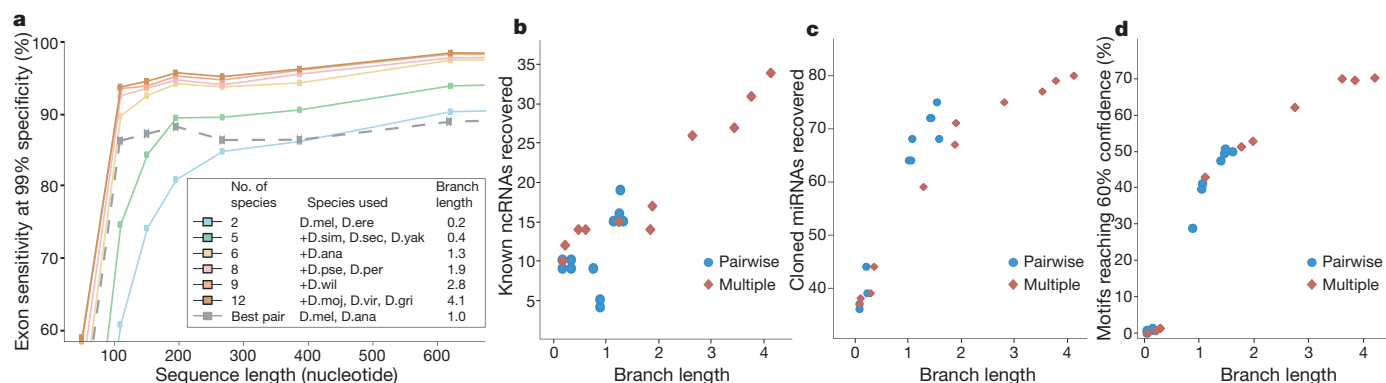 a
Exon sensitivity at 99% specificity (%)
100
90
80
70
60
100 200 300 400 500 600
Sequence length (nucleotide)
No. of species Species used Branch length
2 D.mel, D.ere 0.2
5 +D.sim, D.sec, D.yak 0.4
6 +D.ana 1.3
8 +D.pse, D.per 1.9
9 +D.wil 2.8
12 +D.moj, D.vir, D.gri 4.1
Best pair D.mel, D.ana 1.0
b
Known ncRNAs recovered
35
30
25
20
15
10
5
0 1 2 3 4
Branch length
Pairwise
Multiple
c
Cloned miRNAs recovered
80
70
60
50
40
0 1 2 3 4
Branch length
Pairwise
Multiple
d
Motifs reaching 60% confidence (%)
70
60
50
40
30
20
10
0
0 1 2 3 4
Branch length
Pairwise
Multiple